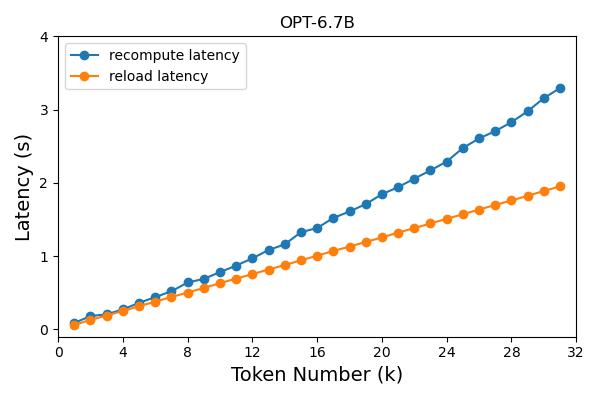 OPT-6.7B
recompute latency
reload latency
Latency (s)
4
3
2
1
0
0 4 8 12 16 20 24 28 32
Token Number (k)